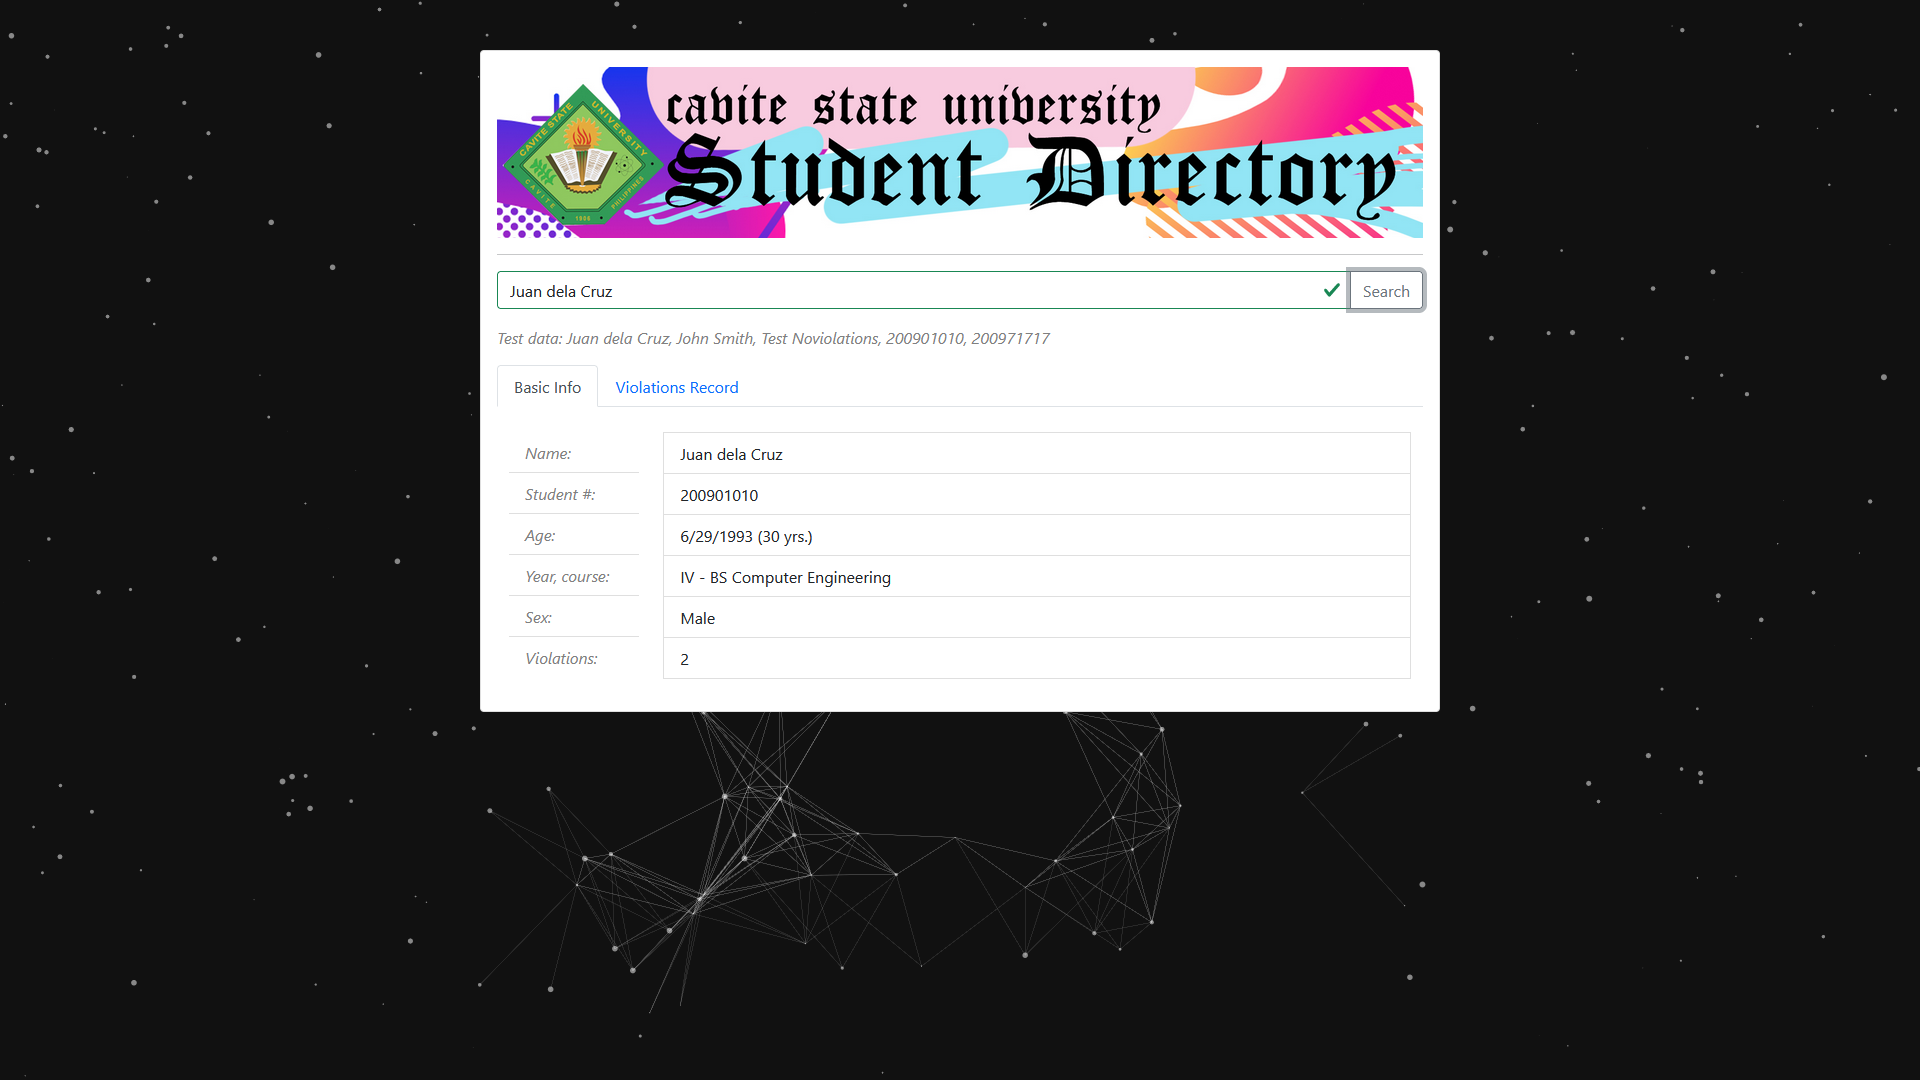 CAVITE STATE UNIVERSITY
CAVITE PHILIPPINES
1906
cavite state university
Student Directory
Juan dela Cruz Search
Test data: Juan dela Cruz, John Smith, Test Noviolations, 200901010, 200971717
Basic Info Violations Record
Name: Juan dela Cruz
Student #: 200901010
Age: 6/29/1993 (30 yrs.)
Year, course: IV - BS Computer Engineering
Sex: Male
Violations: 2